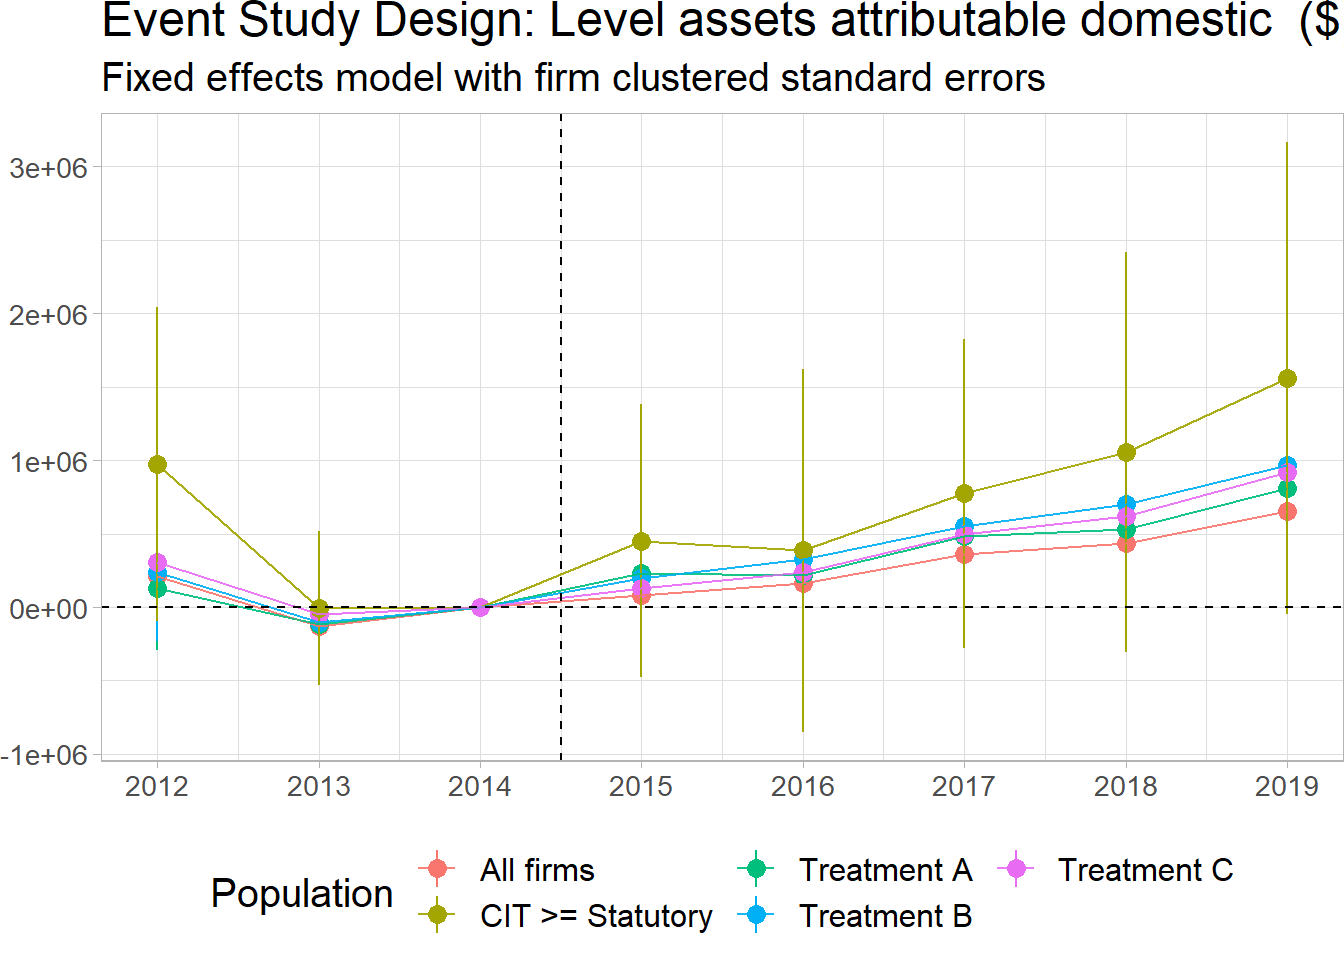 Event Study Design: Level assets attributable domestic ($
Fixed effects model with firm clustered standard errors
3e+06
2e+06
1e+06
0e+00
-1e+06
2012 2013 2014 2015 2016 2017 2018 2019
Population
All firms
CIT >= Statutory
Treatment A
Treatment B
Treatment C